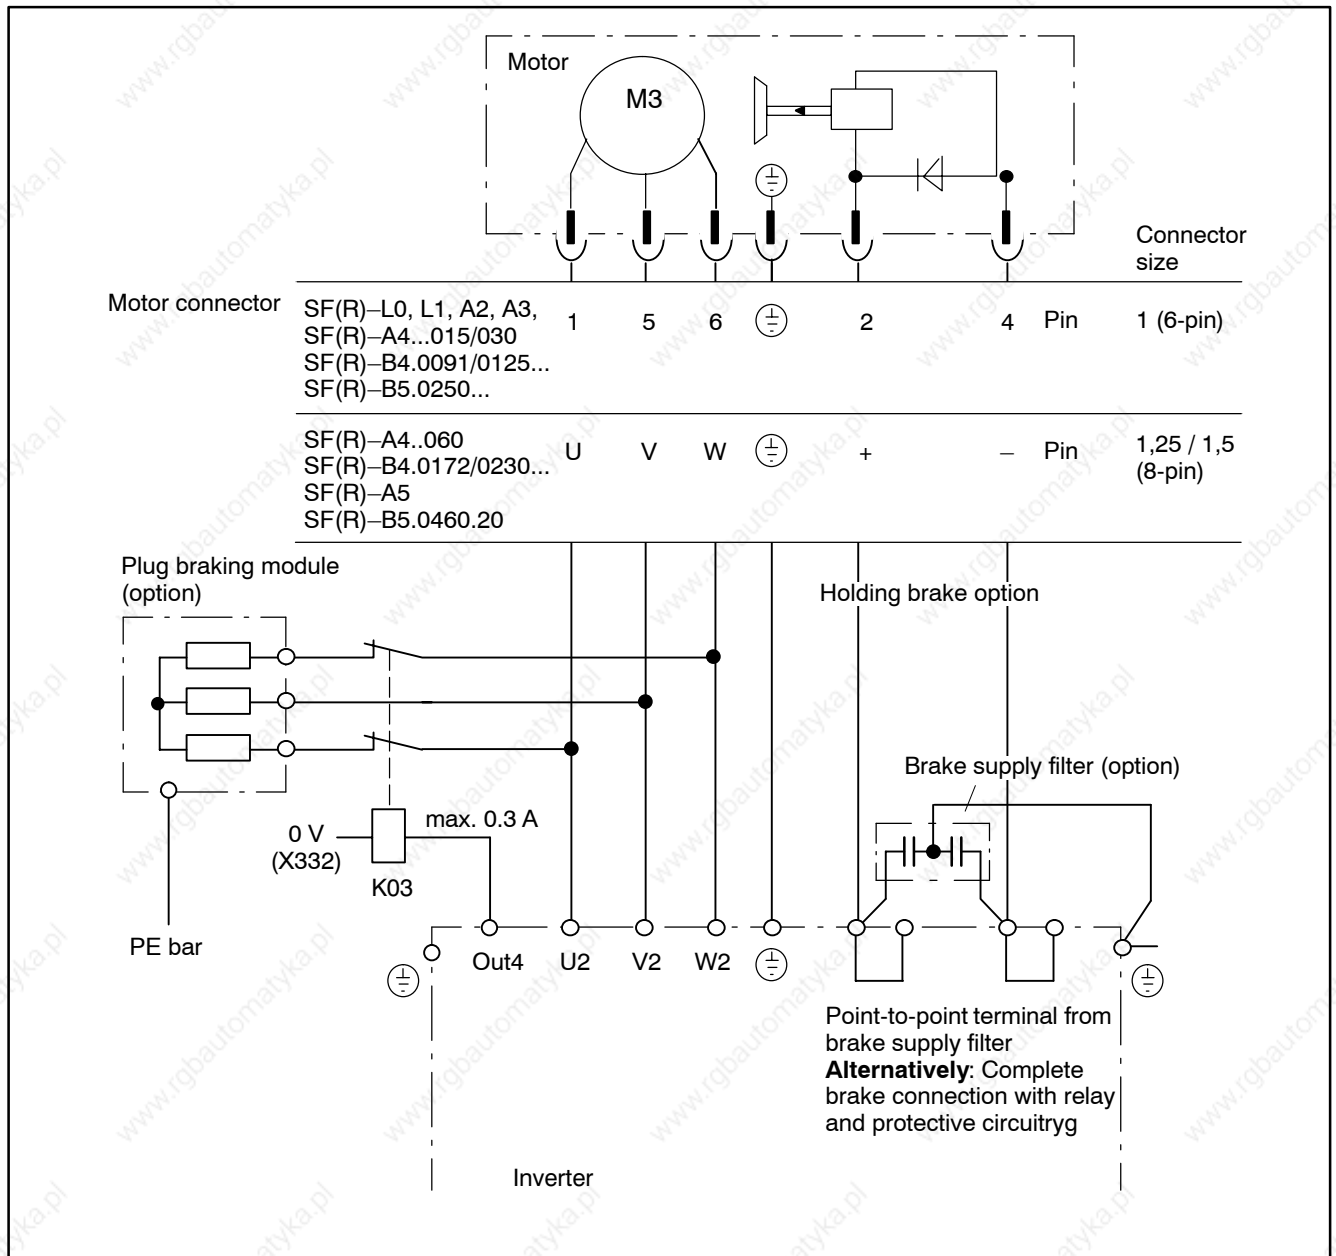 Motor
M3
Connector
size
Motor connector
SF(R)–L0, L1, A2, A3,
SF(R)–A4...015/030
SF(R)–B4.0091/0125...
SF(R)–B5.0250...
1 5 6 2 4 Pin 1 (6-pin)
SF(R)–A4..060
SF(R)–B4.0172/0230...
SF(R)–A5
SF(R)–B5.0460.20
U V W + – Pin 1,25 / 1,5
(8-pin)
Plug braking module
(option)
Holding brake option
Brake supply filter (option)
max. 0.3 A
0 V
(X332)
K03
PE bar
Out4 U2 V2 W2
Point-to-point terminal from
brake supply filter
Alternatively: Complete
brake connection with relay
and protective circuitryg
Inverter
www.rgbautomatyka.pl